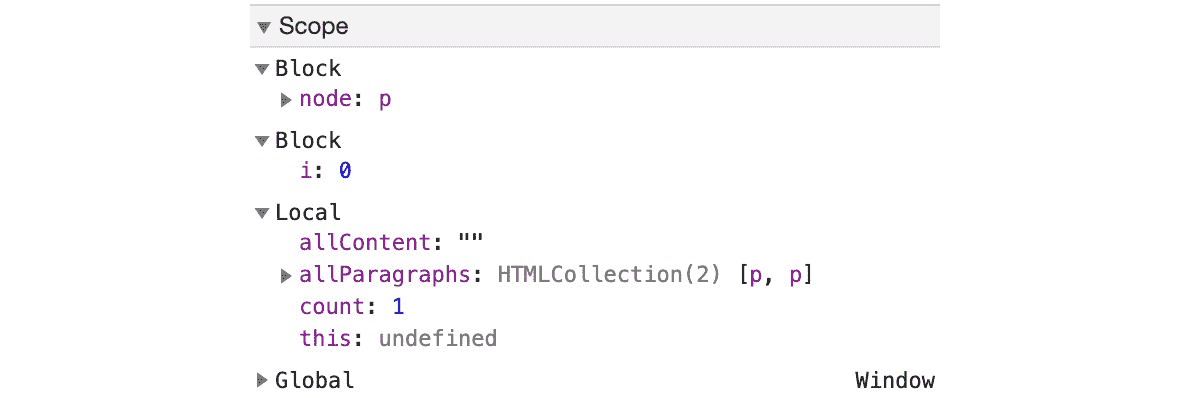 Scope
Block
node: p
Block
i: 0
Local
allContent: ""
allParagraphs: HTMLCollection(2) [p, p]
count: 1
this: undefined
Global Window